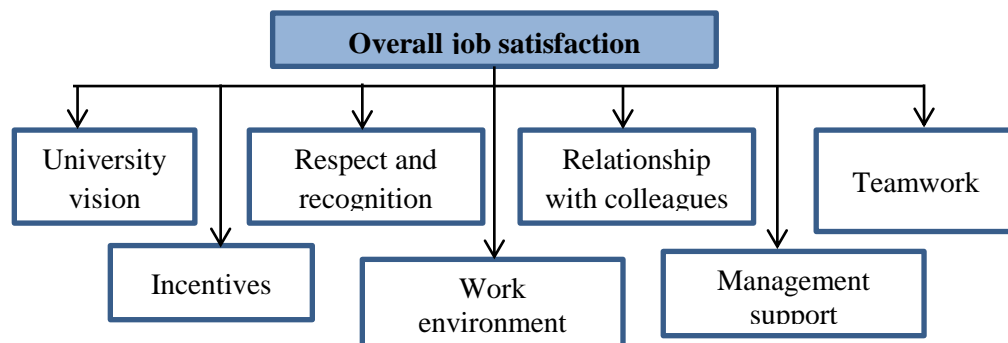 Overall job satisfaction
University
vision
Respect and
recognition
Relationship
with colleagues
Teamwork
Incentives
Work
environment
Management
support